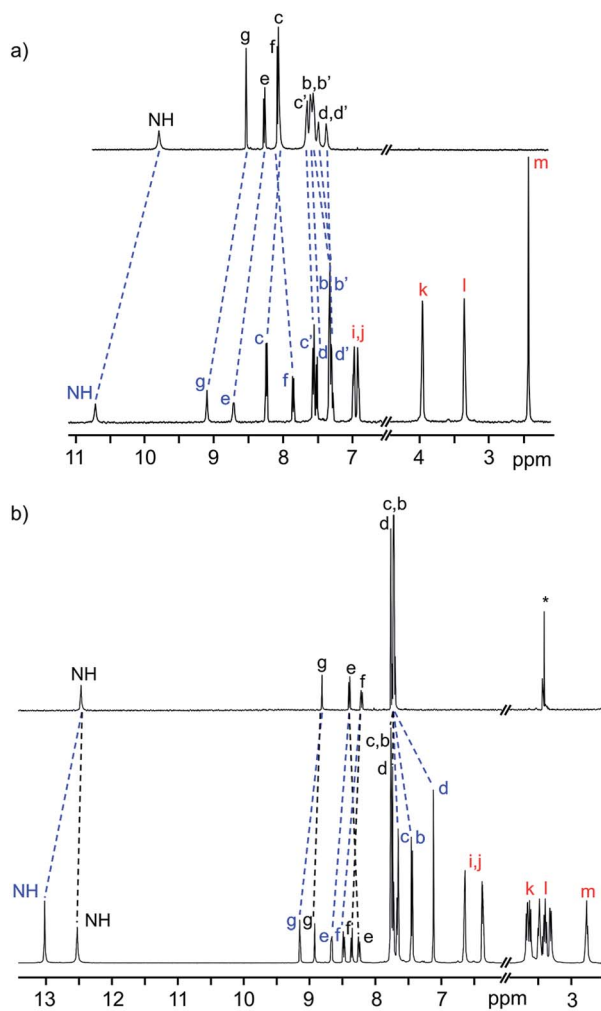 a)
c
g
f
e
b,b'
c'
d,d'
NH
m
k
l
b
b'
i,j
c
c'
d
d'
g
f
NH
e
11 10 9 8 7 4 3 ppm
b)
c,b
d
*
g
NH
e
f
c,b
d
d
c b
i,j
k
l
m
NH
NH
g
g
f
e
e
13 12 11 10 9 8 7 ppm 3